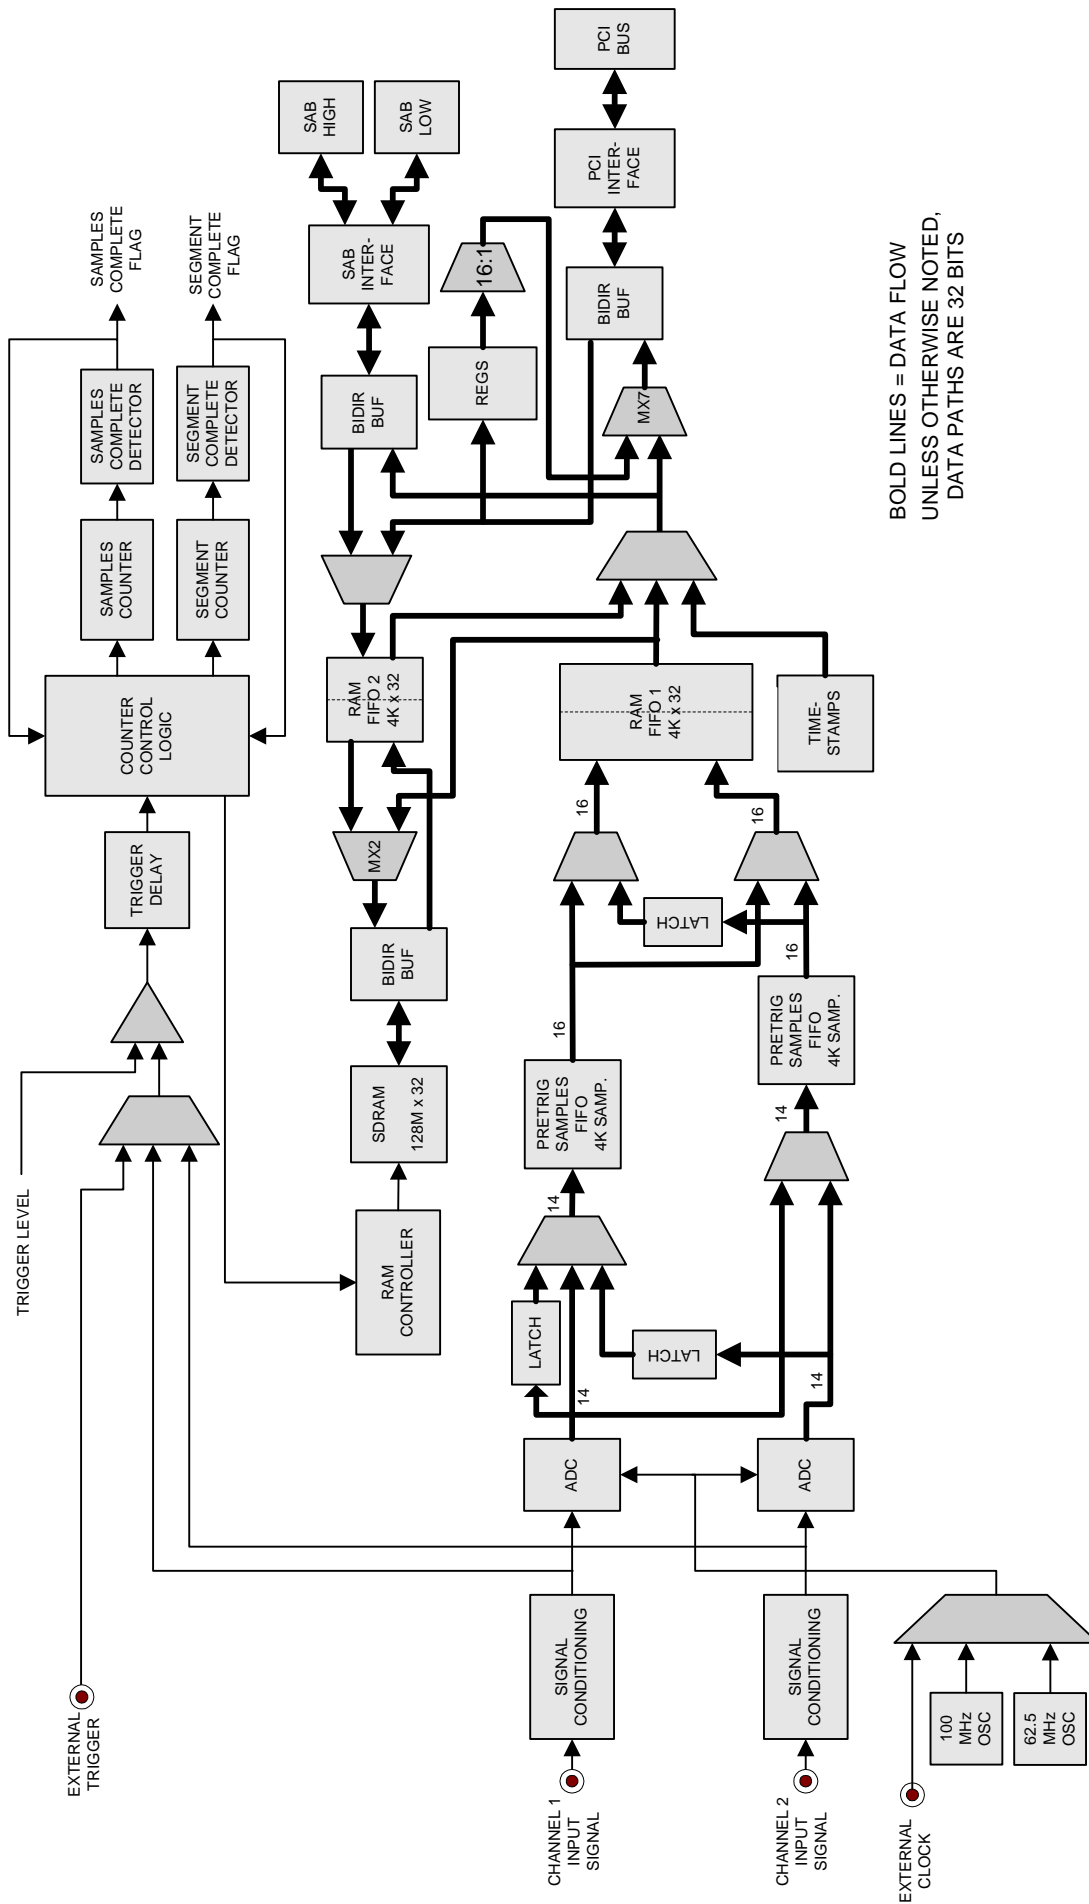 EXTERNAL
TRIGGER
TRIGGER LEVEL
TRIGGER
DELAY
COUNTER
CONTROL
LOGIC
SAMPLES
COUNTER
SAMPLES
COMPLETE
DETECTOR
SAMPLES
COMPLETE
FLAG
SEGMENT
COUNTER
SEGMENT
COMPLETE
DETECTOR
SEGMENT
COMPLETE
FLAG
RAM
CONTROLLER
SDRAM
128M x 32
BIDIR
BUF
MX2
RAM
FIFO 2
4K x 32
BIDIR
BUF
SAB
INTER-
FACE
SAB
HIGH
SAB
LOW
REGS
16:1
CHANNEL 1
INPUT
SIGNAL
SIGNAL
CONDITIONING
ADC
14
LATCH
LATCH
14
PRETRIG
SAMPLES
FIFO
4K SAMP.
16
LATCH
16
RAM
FIFO 1
4K x 32
MX7
BIDIR
BUF
PCI
INTER-
FACE
PCI
BUS
CHANNEL 2
INPUT
SIGNAL
SIGNAL
CONDITIONING
ADC
14
14
PRETRIG
SAMPLES
FIFO
4K SAMP.
16
16
TIME-
STAMPS
EXTERNAL
CLOCK
100
MHz
OSC
62.5
MHz
OSC
BOLD LINES = DATA FLOW
UNLESS OTHERWISE NOTED,
DATA PATHS ARE 32 BITS